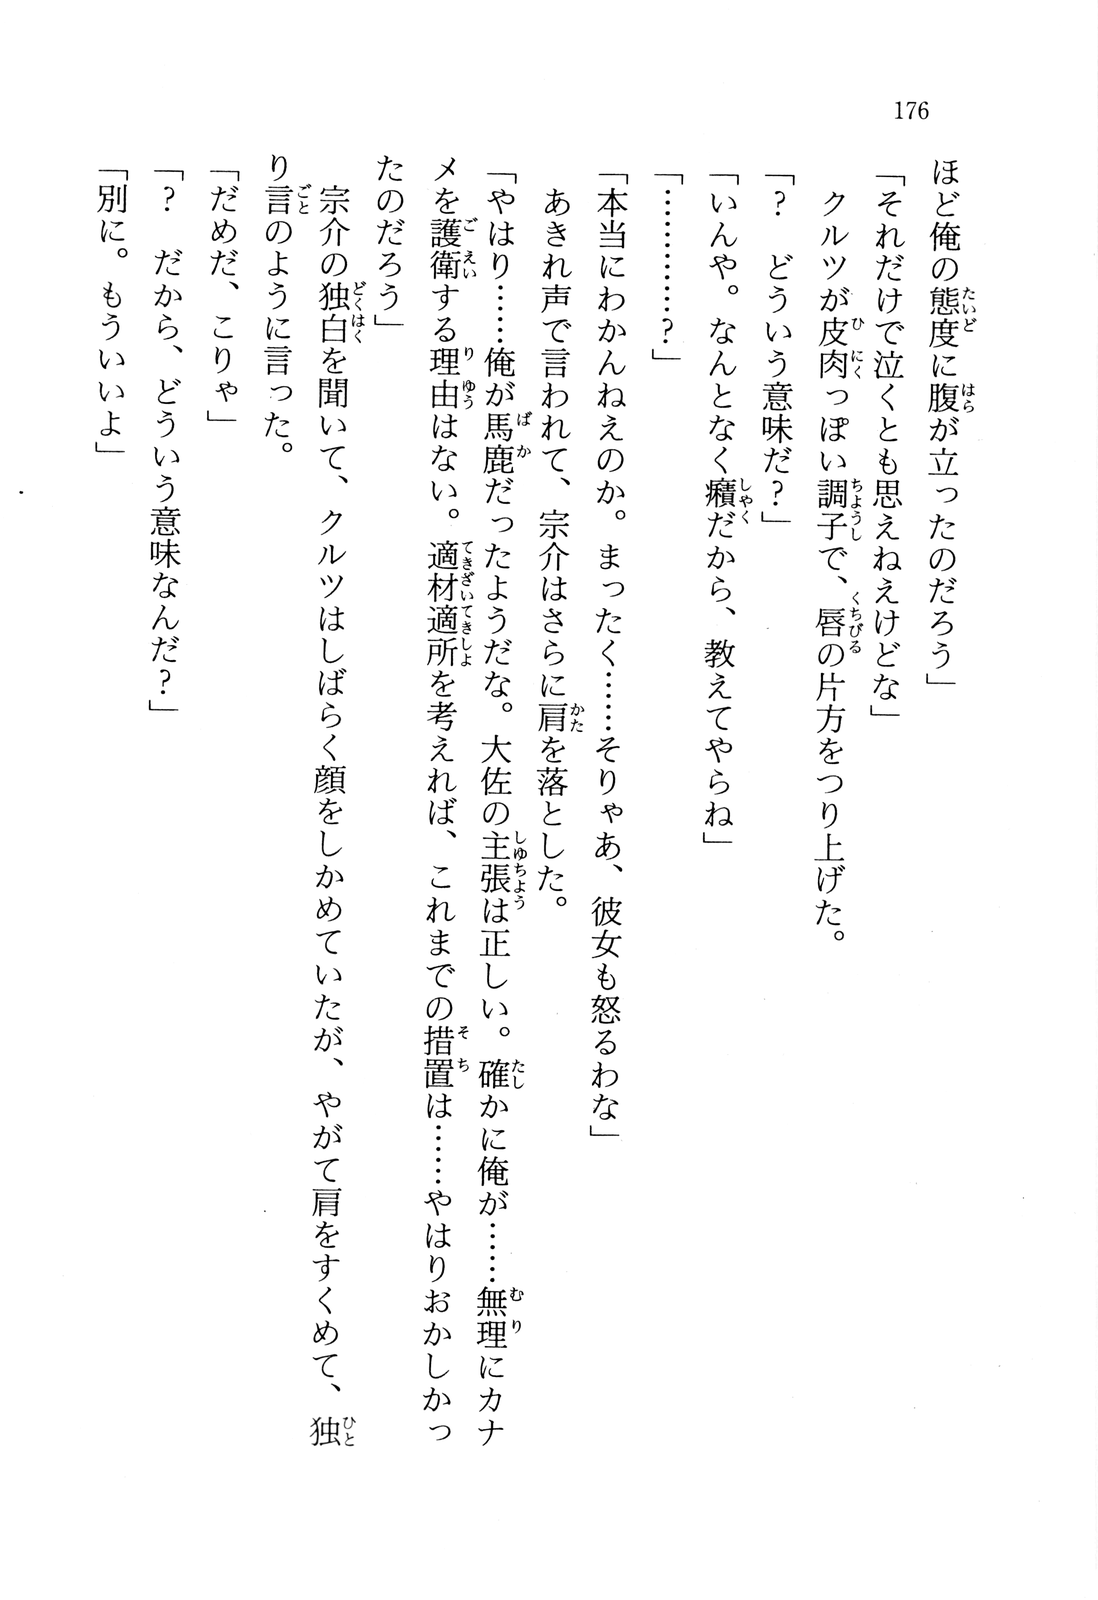 176
ほど俺の態度に腹が立ったのだろう」
「それだけで泣くとも思えねえけどな」
クルツが皮肉っぽい調子で、唇の片方をつり上げた。
「？　どういう意味だ？」
「いんや。なんとなく癪だから、教えてやらね」
「…………？」
「本当にわかんねえのか。まったく……そりゃあ、彼女も怒るわな」
あきれ声で言われて、宗介はさらに肩を落とした。
「やはり……俺が馬鹿だったようだな。大佐の主張は正しい。確かに俺が……無理にカナ
メを護衛する理由はない。適材適所を考えれば、これまでの措置は……やはりおかしかっ
たのだろう」
宗介の独白を聞いて、クルツはしばらく顔をしかめていたが、やがて肩をすくめて、独
り言のように言った。
「だめだ、こりゃ」
「？　だから、どういう意味なんだ？」
「別に。もういいよ」